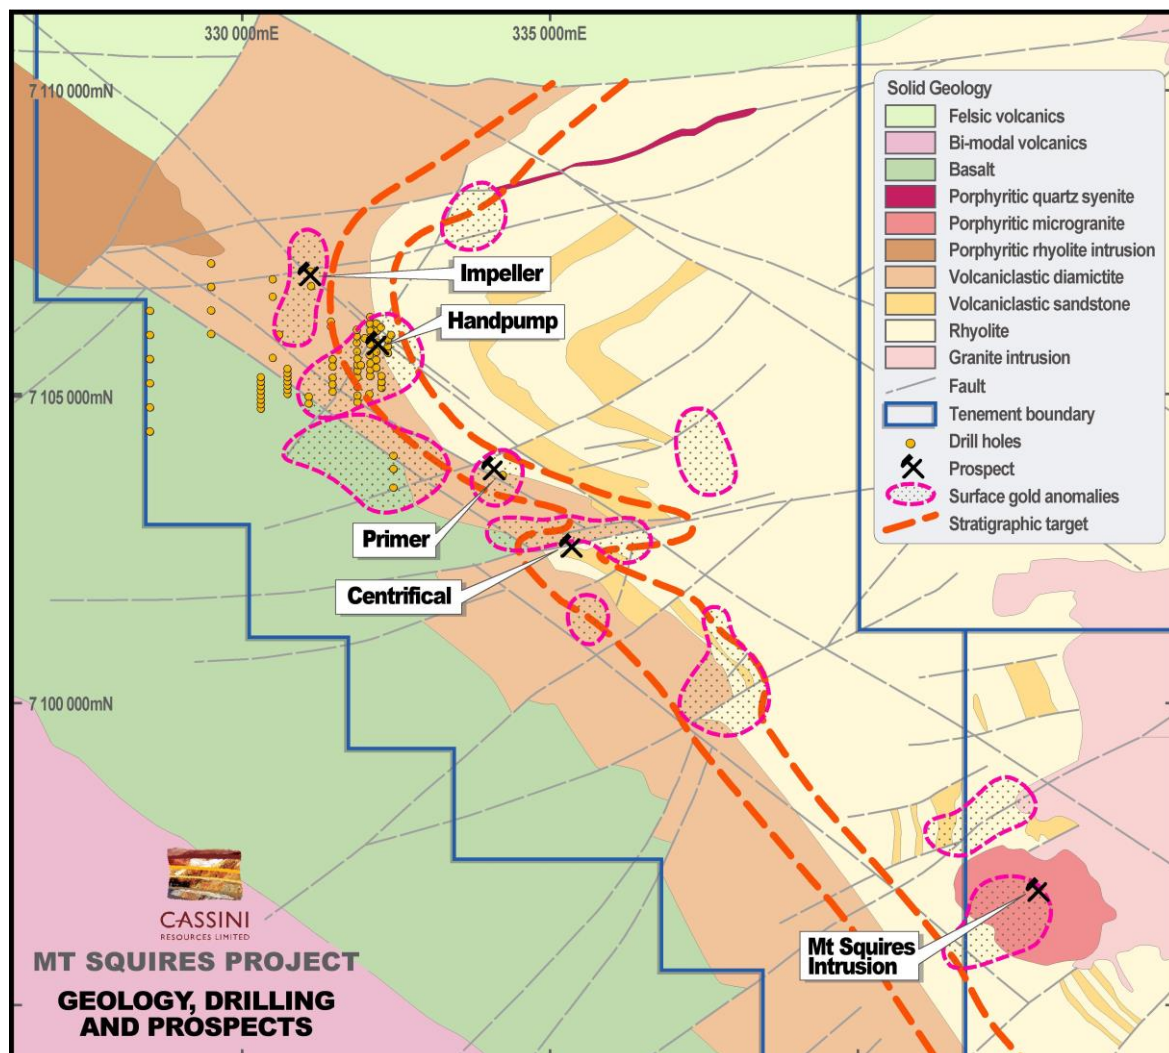 330 000mE
335 000mE
7 110 000mN
7 105 000mN
7 100 000mN
Impeller
Handpump
Primer
Centrifical
Mt Squires
Intrusion
Solid Geology
Felsic volcanics
Bi-modal volcanics
Basalt
Porphyritic quartz syenite
Porphyritic microgranite
Porphyritic rhyolite intrusion
Volcaniclastic diamictite
Volcaniclastic sandstone
Rhyolite
Granite intrusion
Fault
Tenement boundary
Drill holes
Prospect
Surface gold anomalies
Stratigraphic target
CASSINI
RESOURCES LIMITED
MT SQUIRES PROJECT
GEOLOGY, DRILLING
AND PROSPECTS